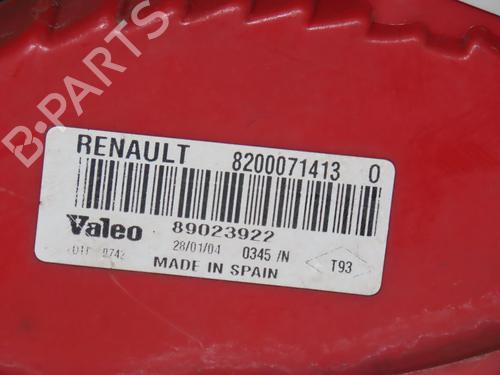 B-PARTS
RENAULT 8200071413 0
Valeo 89023922
28/01/04 0345 /N T93
MADE IN SPAIN